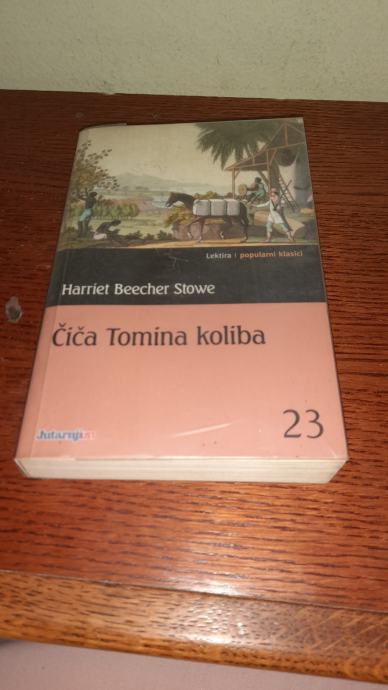 Lektira i popularni klasici
Harriet Beecher Stowe
Čiča Tomina koliba
23
Jutarnji